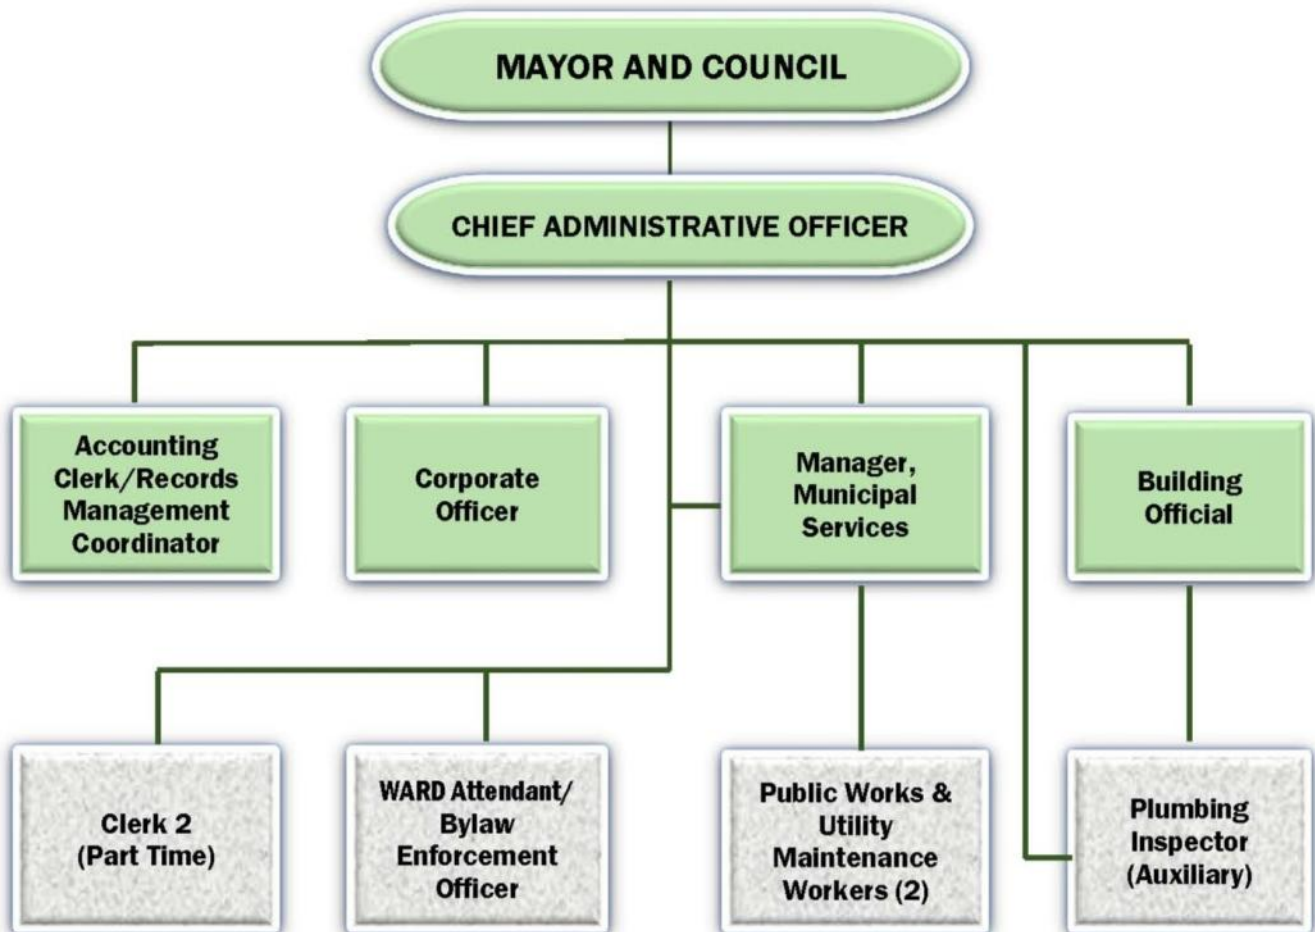 MAYOR AND COUNCIL
CHIEF ADMINISTRATIVE OFFICER
Accounting
Clerk/Records
Management
Coordinator
Corporate
Officer
Manager,
Municipal
Services
Building
Official
Clerk 2
(Part Time)
WARD Attendant/
Bylaw
Enforcement
Officer
Public Works &
Utility
Maintenance
Workers (2)
Plumbing
Inspector
(Auxiliary)